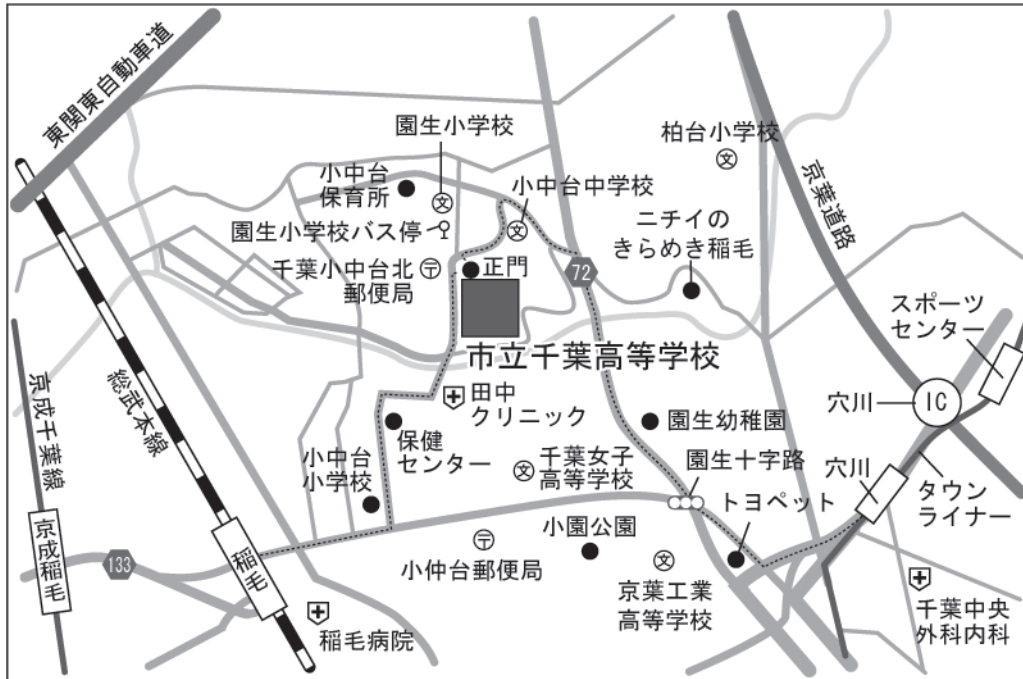 東関東自動車道
園生小学校
柏台小学校
小中台
保育所
小中台中学校
京葉道路
園生小学校バス停
ニチイの
きらめき稲毛
千葉小中台北
郵便局
正門
72
スポーツ
センター
市立千葉高等学校
総武本線
京成千葉線
田中
クリニック
穴川
IC
保健
センター
園生幼稚園
小中台
小学校
千葉女子
高等学校
園生十字路
穴川
タウン
ライナー
トヨペット
小園公園
京成稲毛
133
稲毛
小仲台郵便局
京葉工業
高等学校
千葉中央
外科内科
稲毛病院